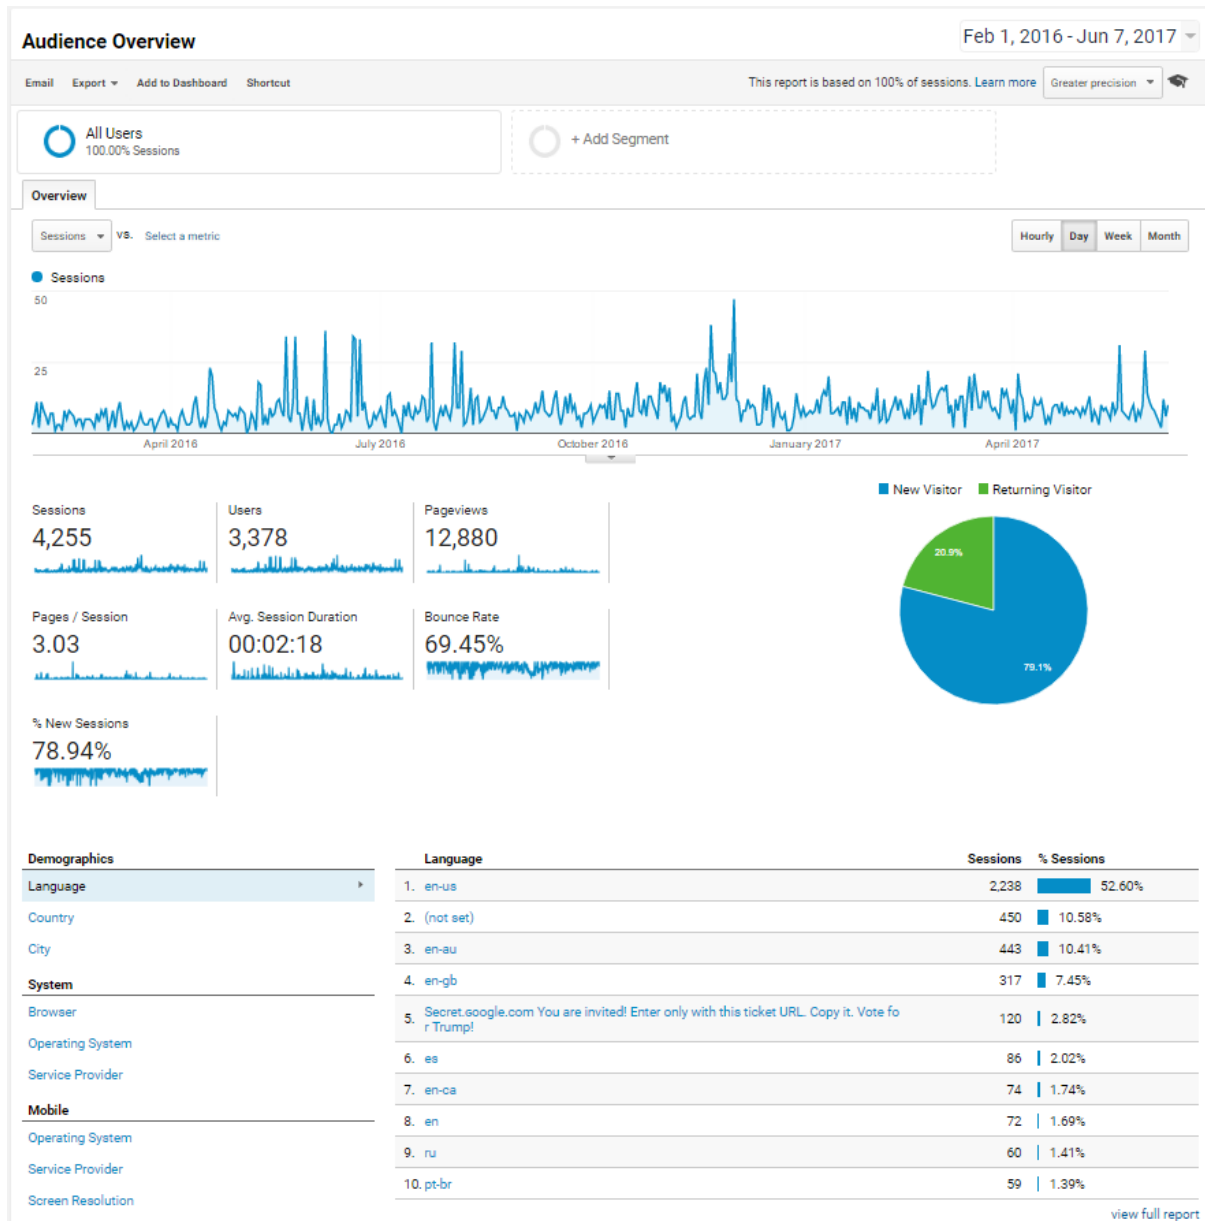 Audience Overview
Feb 1, 2016 - Jun 7, 2017
Email Export Add to Dashboard Shortcut
This report is based on 100% of sessions. Learn more Greater precision
All Users
100.00% Sessions
+ Add Segment
Overview
Sessions VS. Select a metric
Hourly Day Week Month
Sessions
50
25
April 2016 July 2016 October 2016 January 2017 April 2017
New Visitor Returning Visitor
Sessions Users Pageviews
4,255 3,378 12,880
20.9%
79.1%
Pages / Session Avg. Session Duration Bounce Rate
3.03 00:02:18 69.45%
% New Sessions
78.94%
Demographics
Language
Country
City
System
Browser
Operating System
Service Provider
Mobile
Operating System
Service Provider
Screen Resolution
Language Sessions % Sessions
1. en-us 2,238 52.60%
2. (not set) 450 10.58%
3. en-au 443 10.41%
4. en-gb 317 7.45%
5. Secret.ɢoogle.com You are invited! Enter only with this ticket URL. Copy it. Vote fo
r Trump! 120 2.82%
6. es 86 2.02%
7. en-ca 74 1.74%
8. en 72 1.69%
9. ru 60 1.41%
10. pt-br 59 1.39%
view full report